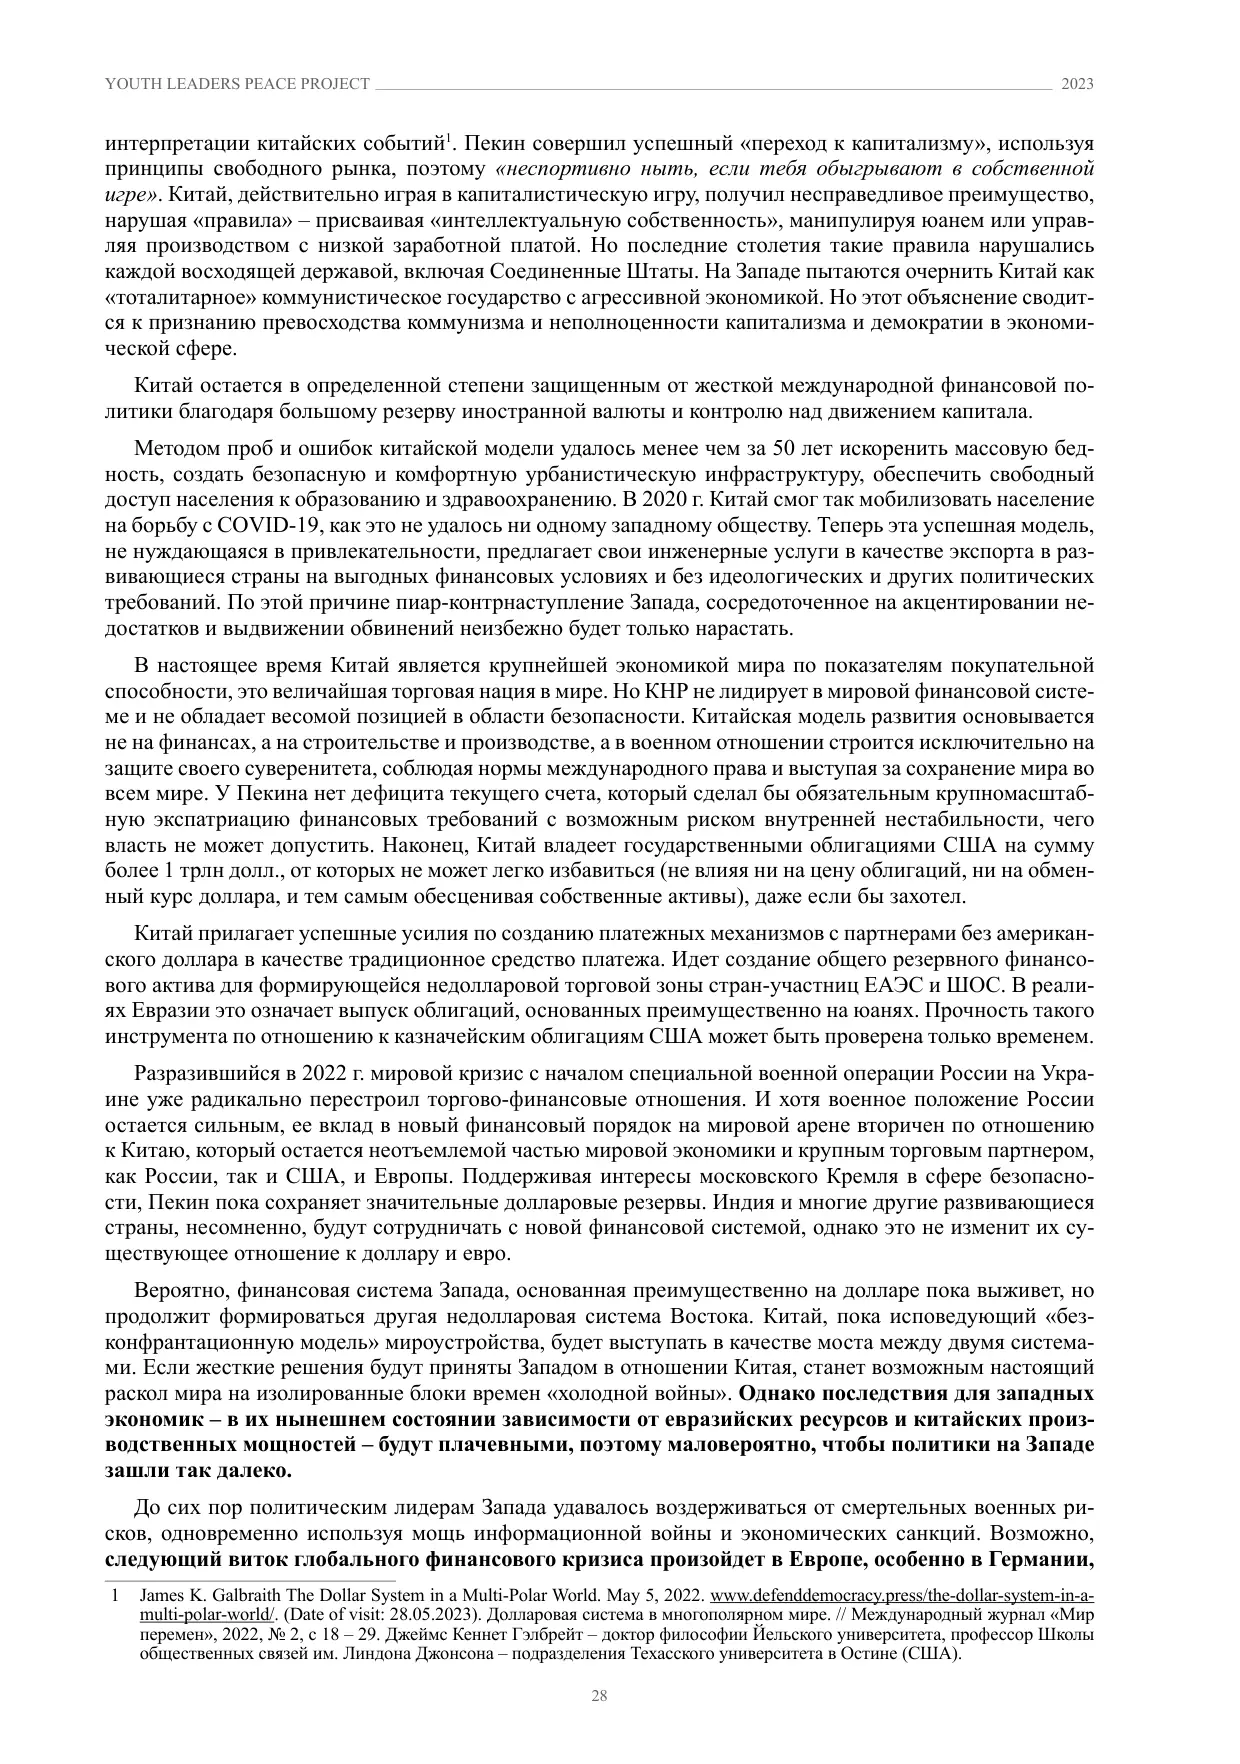 YOUTH LEADERS PEACE PROJECT 2023
интерпретации китайских событий1. Пекин совершил успешный «переход к капитализму», используя
принципы свободного рынка, поэтому «неспортивно ныть, если тебя обыгрывают в собственной
игре». Китай, действительно играя в капиталистическую игру, получил несправедливое преимущество,
нарушая «правила» – присваивая «интеллектуальную собственность», манипулируя юанем или управ-
ляя производством с низкой заработной платой. Но последние столетия такие правила нарушались
каждой восходящей державой, включая Соединенные Штаты. На Западе пытаются очернить Китай как
«тоталитарное» коммунистическое государство с агрессивной экономикой. Но этот объяснение сводит-
ся к признанию превосходства коммунизма и неполноценности капитализма и демократии в экономи-
ческой сфере.
Китай остается в определенной степени защищенным от жесткой международной финансовой по-
литики благодаря большому резерву иностранной валюты и контролю над движением капитала.
Методом проб и ошибок китайской модели удалось менее чем за 50 лет искоренить массовую бед-
ность, создать безопасную и комфортную урбанистическую инфраструктуру, обеспечить свободный
доступ населения к образованию и здравоохранению. В 2020 г. Китай смог так мобилизовать население
на борьбу с COVID-19, как это не удалось ни одному западному обществу. Теперь эта успешная модель,
не нуждающаяся в привлекательности, предлагает свои инженерные услуги в качестве экспорта в раз-
вивающиеся страны на выгодных финансовых условиях и без идеологических и других политических
требований. По этой причине пиар-контрнаступление Запада, сосредоточенное на акцентировании не-
достатков и выдвижении обвинений неизбежно будет только нарастать.
В настоящее время Китай является крупнейшей экономикой мира по показателям покупательной
способности, это величайшая торговая нация в мире. Но КНР не лидирует в мировой финансовой систе-
ме и не обладает весомой позицией в области безопасности. Китайская модель развития основывается
не на финансах, а на строительстве и производстве, а в военном отношении строится исключительно на
защите своего суверенитета, соблюдая нормы международного права и выступая за сохранение мира во
всем мире. У Пекина нет дефицита текущего счета, который сделал бы обязательным крупномасштаб-
ную экспатриацию финансовых требований с возможным риском внутренней нестабильности, чего
власть не может допустить. Наконец, Китай владеет государственными облигациями США на сумму
более 1 трлн долл., от которых не может легко избавиться (не влияя ни на цену облигаций, ни на обмен-
ный курс доллара, и тем самым обесценивая собственные активы), даже если бы захотел.
Китай прилагает успешные усилия по созданию платежных механизмов с партнерами без американ-
ского доллара в качестве традиционное средство платежа. Идет создание общего резервного финансо-
вого актива для формирующейся недолларовой торговой зоны стран-участниц ЕАЭС и ШОС. В реали-
ях Евразии это означает выпуск облигаций, основанных преимущественно на юанях. Прочность такого
инструмента по отношению к казначейским облигациям США может быть проверена только временем.
Разразившийся в 2022 г. мировой кризис с началом специальной военной операции России на Укра-
ине уже радикально перестроил торгово-финансовые отношения. И хотя военное положение России
остается сильным, ее вклад в новый финансовый порядок на мировой арене вторичен по отношению
к Китаю, который остается неотъемлемой частью мировой экономики и крупным торговым партнером,
как России, так и США, и Европы. Поддерживая интересы московского Кремля в сфере безопасно-
сти, Пекин пока сохраняет значительные долларовые резервы. Индия и многие другие развивающиеся
страны, несомненно, будут сотрудничать с новой финансовой системой, однако это не изменит их су-
ществующее отношение к доллару и евро.
Вероятно, финансовая система Запада, основанная преимущественно на долларе пока выживет, но
продолжит формироваться другая недолларовая система Востока. Китай, пока исповедующий «без-
конфрантационную модель» мироустройства, будет выступать в качестве моста между двумя система-
ми. Если жесткие решения будут приняты Западом в отношении Китая, станет возможным настоящий
раскол мира на изолированные блоки времен «холодной войны». Однако последствия для западных
экономик – в их нынешнем состоянии зависимости от евразийских ресурсов и китайских произ-
водственных мощностей – будут плачевными, поэтому маловероятно, чтобы политики на Западе
зашли так далеко.
До сих пор политическим лидерам Запада удавалось воздерживаться от смертельных военных ри-
сков, одновременно используя мощь информационной войны и экономических санкций. Возможно,
следующий виток глобального финансового кризиса произойдет в Европе, особенно в Германии,
1 James K. Galbraith The Dollar System in a Multi-Polar World. May 5, 2022. www.defenddemocracy.press/the-dollar-system-in-a-
multi-polar-world/. (Date of visit: 28.05.2023). Долларовая система в многополярном мире. // Международный журнал «Мир
перемен», 2022, № 2, с 18 – 29. Джеймс Кеннет Гэлбрейт – доктор философии Йельского университета, профессор Школы
общественных связей им. Линдона Джонсона – подразделения Техасского университета в Остине (США).
28